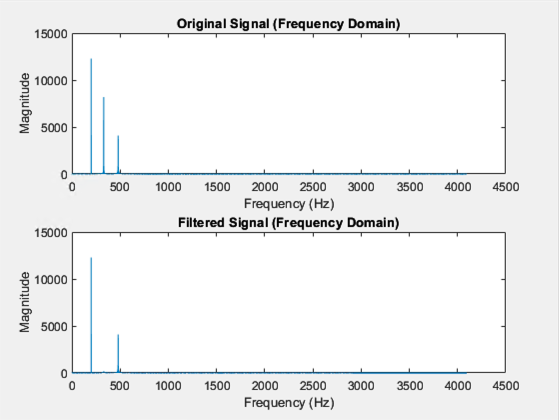 Original Signal (Frequency Domain)
15000
10000
5000
0
Magnitude
0 500 1000 1500 2000 2500 3000 3500 4000 4500
Frequency (Hz)
Filtered Signal (Frequency Domain)
15000
10000
5000
0
Magnitude
0 500 1000 1500 2000 2500 3000 3500 4000 4500
Frequency (Hz)